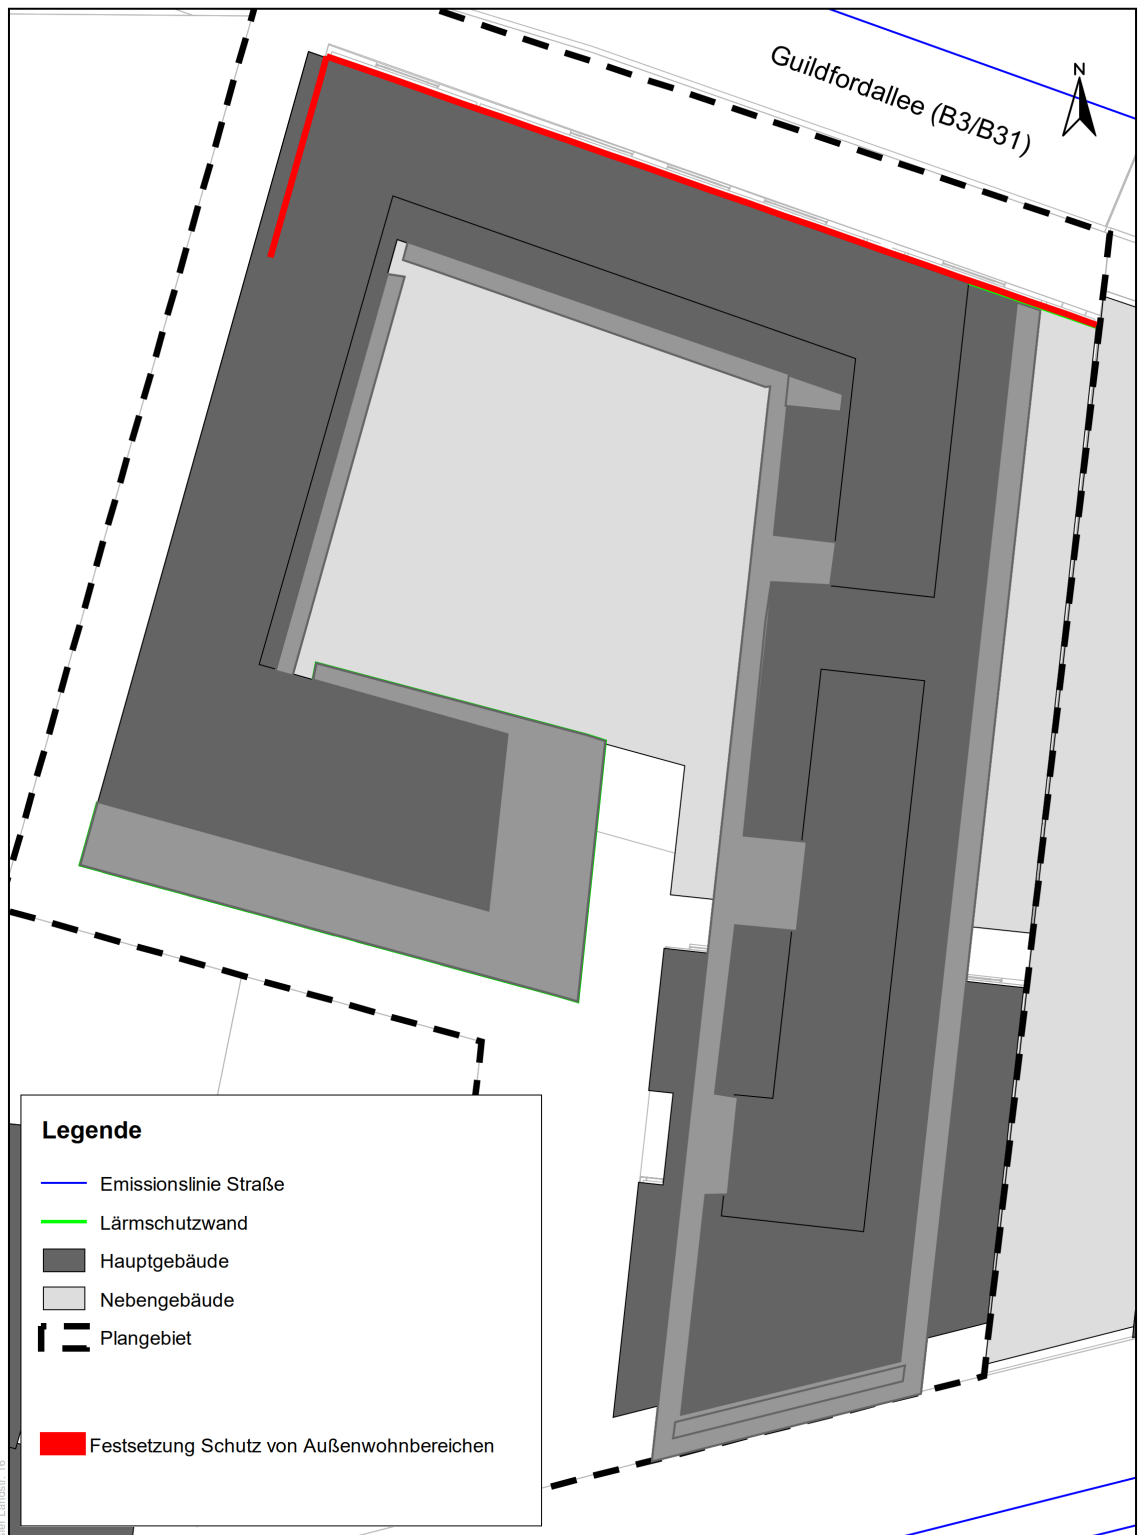 Guildfordallee (B3/B31)
N
Legende
Emissionslinie Straße
Lärmschutzwand
Hauptgebäude
Nebengebäude
Plangebiet
Festsetzung Schutz von Außenwohnbereichen